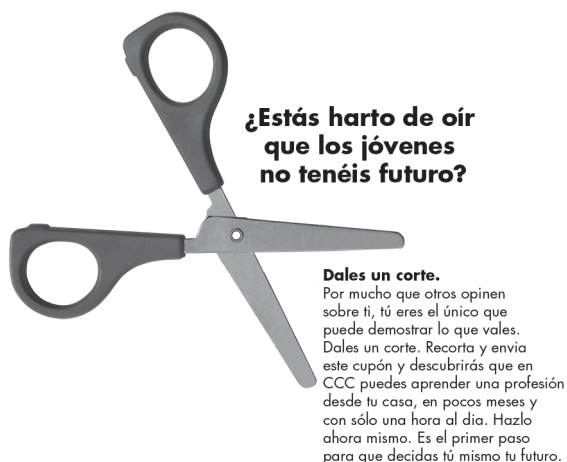 ¿Estás harto de oír
que los jóvenes
no tenéis futuro?
Dales un corte.
Por mucho que otros opinen
sobre ti, tú eres el único que
puede demostrar lo que vales.
Dales un corte. Recorta y envia
este cupón y descubrirás que en
CCC puedes aprender una profesión
desde tu casa, en pocos meses y
con sólo una hora al dia. Hazlo
ahora mismo. Es el primer paso
para que decidas tú mismo tu futuro.